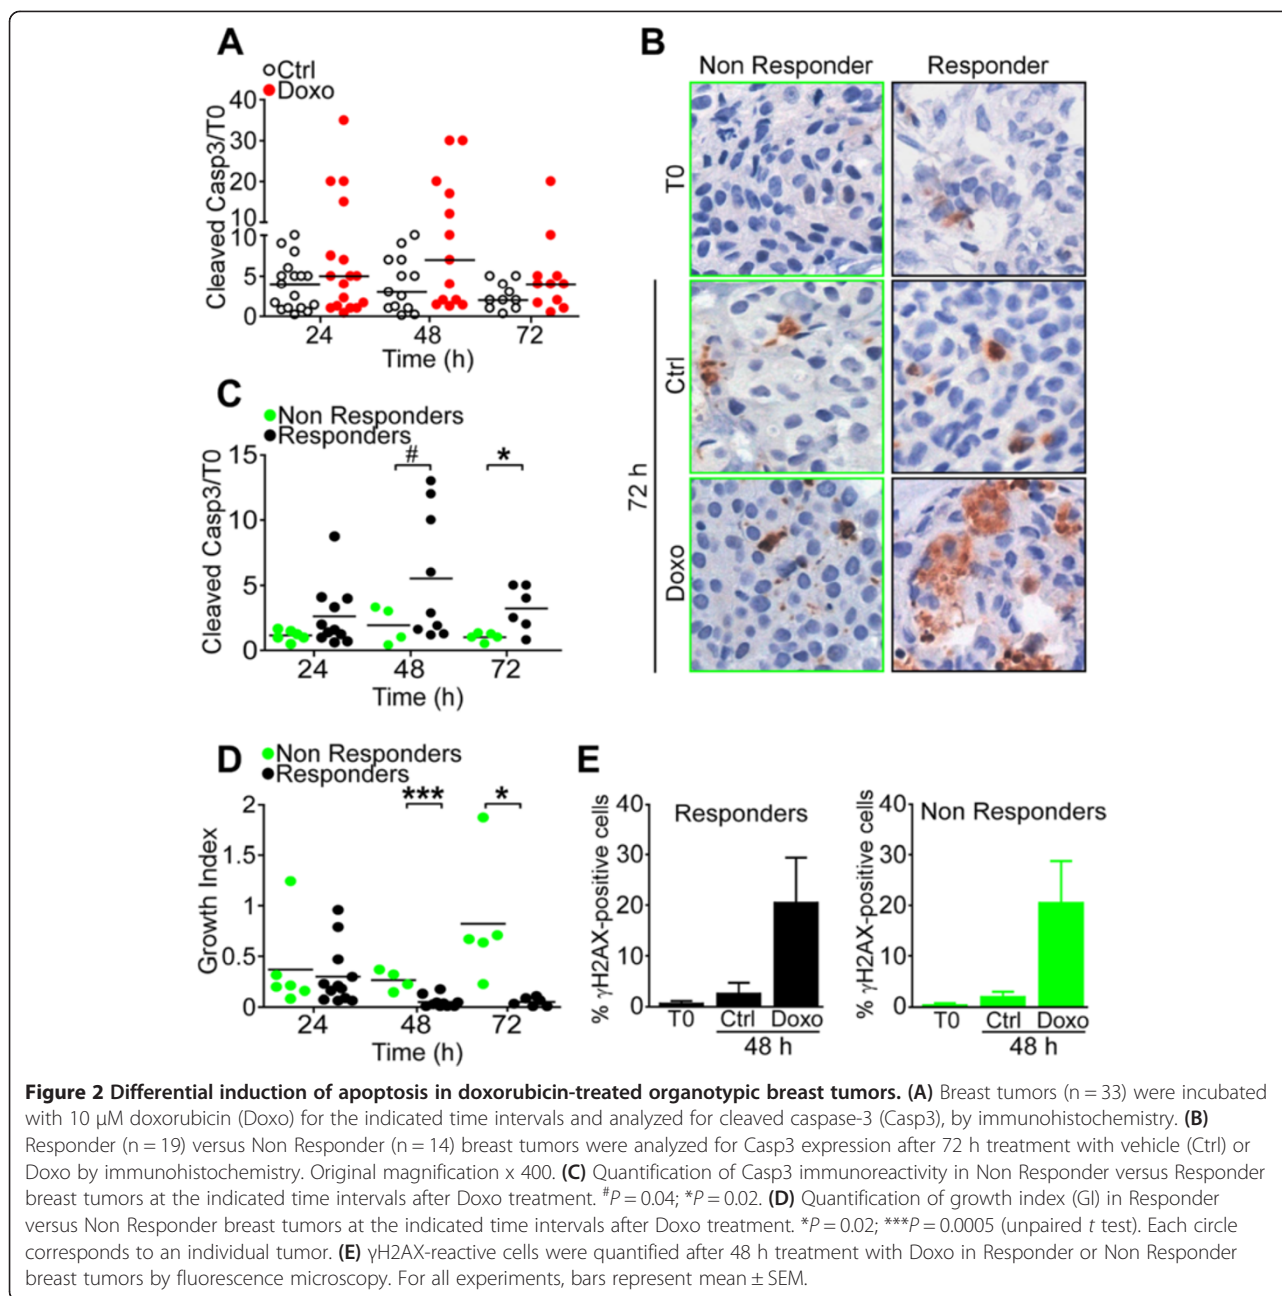 A
Ctrl
Doxo
Cleaved Casp3/T0
40
30
20
10
10
5
0
24
48
72
Time (h)
B
Non Responder
Responder
T0
Ctrl
72 h
Doxo
C
Non Responders
Responders
Cleaved Casp3/T0
15
10
5
0
#
*
24
48
72
Time (h)
D
Non Responders
Responders
Growth Index
2
1.5
1
0.5
0
***
*
24
48
72
Time (h)
E
% γH2AX-positive cells
40
30
20
10
0
Responders
T0
Ctrl
Doxo
48 h
% γH2AX-positive cells
40
30
20
10
0
Non Responders
T0
Ctrl
Doxo
48 h
Figure 2 Differential induction of apoptosis in doxorubicin-treated organotypic breast tumors. (A) Breast tumors (n = 33) were incubated
with 10 μM doxorubicin (Doxo) for the indicated time intervals and analyzed for cleaved caspase-3 (Casp3), by immunohistochemistry. (B)
Responder (n = 19) versus Non Responder (n = 14) breast tumors were analyzed for Casp3 expression after 72 h treatment with vehicle (Ctrl) or
Doxo by immunohistochemistry. Original magnification x 400. (C) Quantification of Casp3 immunoreactivity in Non Responder versus Responder
breast tumors at the indicated time intervals after Doxo treatment. #P = 0.04; *P = 0.02. (D) Quantification of growth index (GI) in Responder
versus Non Responder breast tumors at the indicated time intervals after Doxo treatment. *P = 0.02; ***P = 0.0005 (unpaired t test). Each circle
corresponds to an individual tumor. (E) γH2AX-reactive cells were quantified after 48 h treatment with Doxo in Responder or Non Responder
breast tumors by fluorescence microscopy. For all experiments, bars represent mean ± SEM.